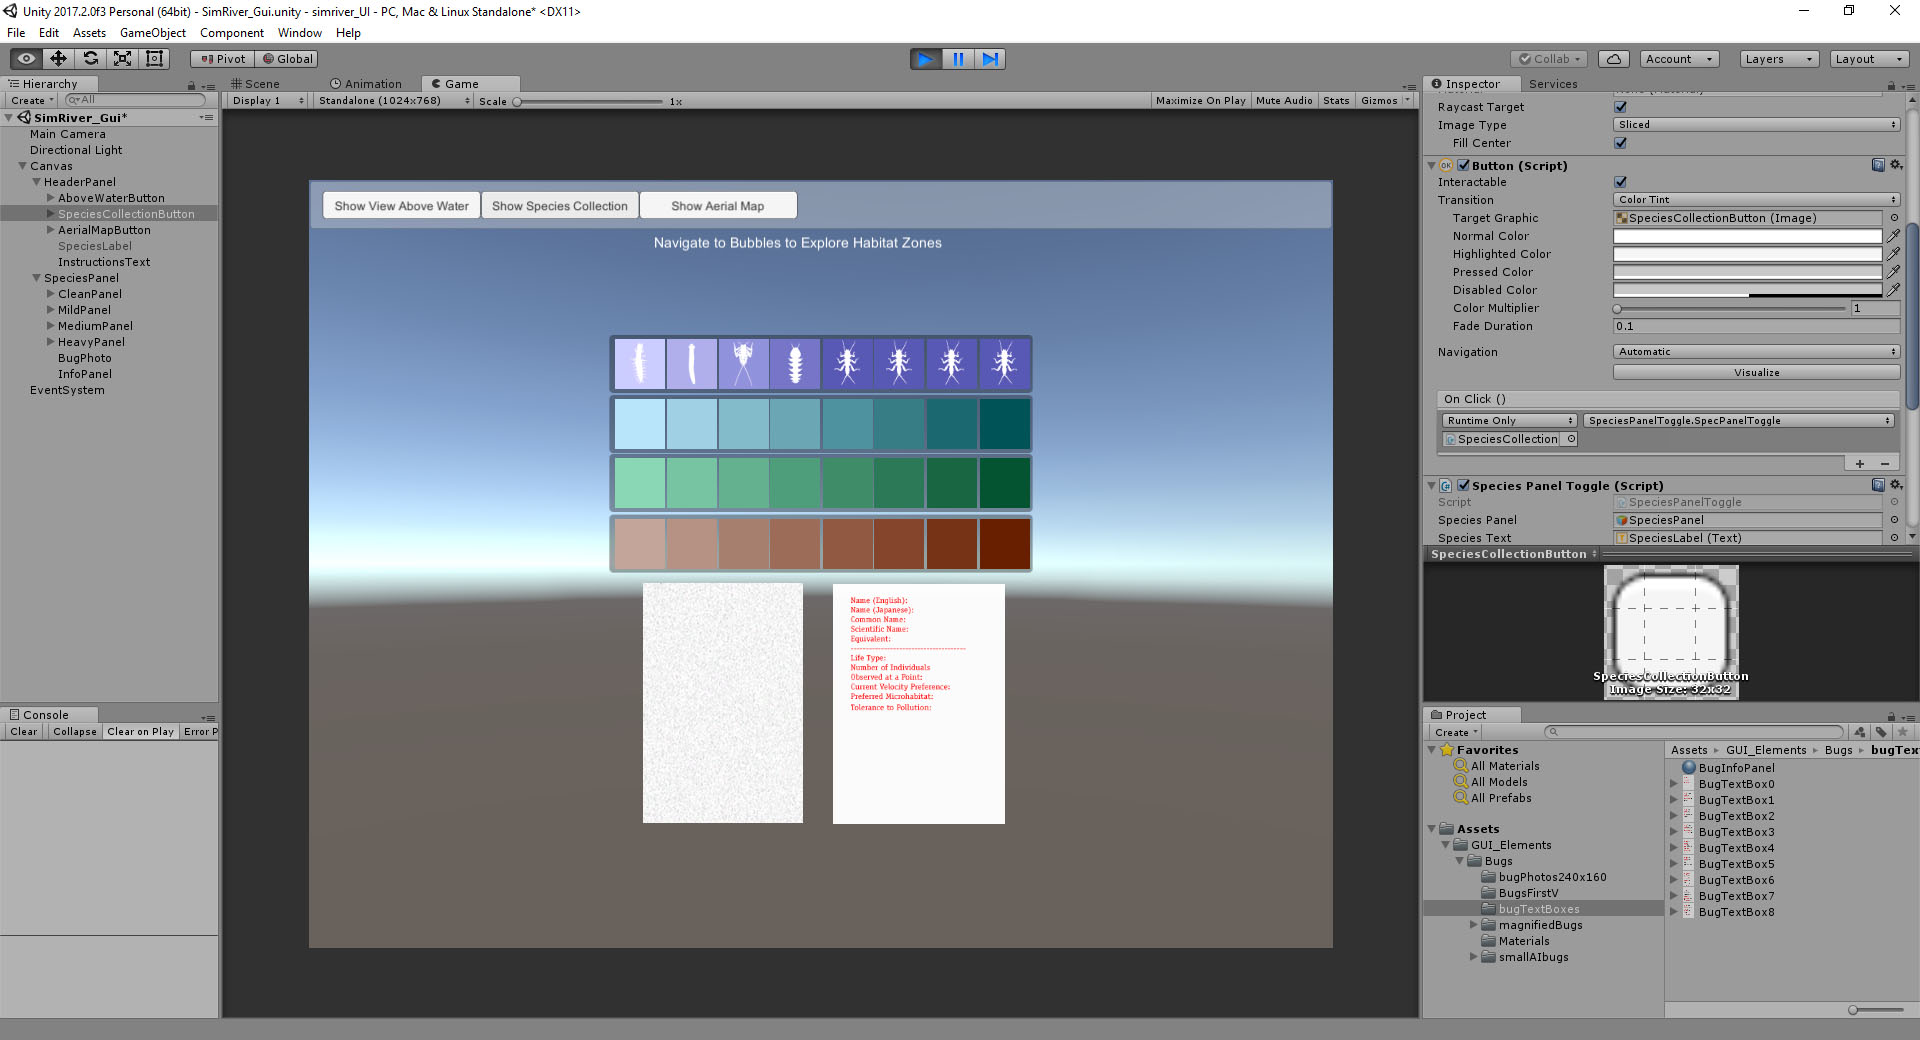 Unity 2017.2.0f3 Personal (64bit) - SimRiver_Gui.unity - simriver_UI - PC, Mac & Linux Standalone* <DX11>
File Edit Assets GameObject Component Window Help
Pivot Global
Collab Account Layers Layout
Hierarchy
Create All
SimRiver_Gui*
Main Camera
Directional Light
Canvas
HeaderPanel
AboveWaterButton
SpeciesCollectionButton
AerialMapButton
SpeciesLabel
InstructionsText
SpeciesPanel
CleanPanel
MildPanel
MediumPanel
HeavyPanel
BugPhoto
InfoPanel
EventSystem
Console
Clear Collapse Clear on Play Error P
Scene Animation Game
Display 1 Standalone (1024x768) Scale 1x Maximize On Play Mute Audio Stats Gizmos
Show View Above Water Show Species Collection Show Aerial Map
Navigate to Bubbles to Explore Habitat Zones
Name (English):
Name (Japanese):
Common Name:
Scientific Name:
Equivalent:
Life Type:
Number of Individuals
Observed at a Point:
Current Velocity Preference:
Preferred Microhabitat:
Tolerance to Pollution:
Inspector Services
Raycast Target
Image Type Sliced
Fill Center
OK Button (Script)
Interactable
Transition Color Tint
Target Graphic SpeciesCollectionButton (Image)
Normal Color
Highlighted Color
Pressed Color
Disabled Color
Color Multiplier 1
Fade Duration 0.1
Navigation Automatic
Visualize
On Click ()
Runtime Only SpeciesPanelToggle.SpecPanelToggle
SpeciesCollection
+ −
Species Panel Toggle (Script)
Script SpeciesPanelToggle
Species Panel SpeciesPanel
Species Text SpeciesLabel (Text)
SpeciesCollectionButton
SpeciesCollectionButton
Image Size: 32x32
Project
Create
Favorites
All Materials
All Models
All Prefabs
Assets
GUI_Elements
Bugs
bugPhotos240x160
BugsFirstV
bugTextBoxes
magnifiedBugs
Materials
smallAIbugs
Assets ▸ GUI_Elements ▸ Bugs ▸ bugTex
BugInfoPanel
BugTextBox0
BugTextBox1
BugTextBox2
BugTextBox3
BugTextBox4
BugTextBox5
BugTextBox6
BugTextBox7
BugTextBox8